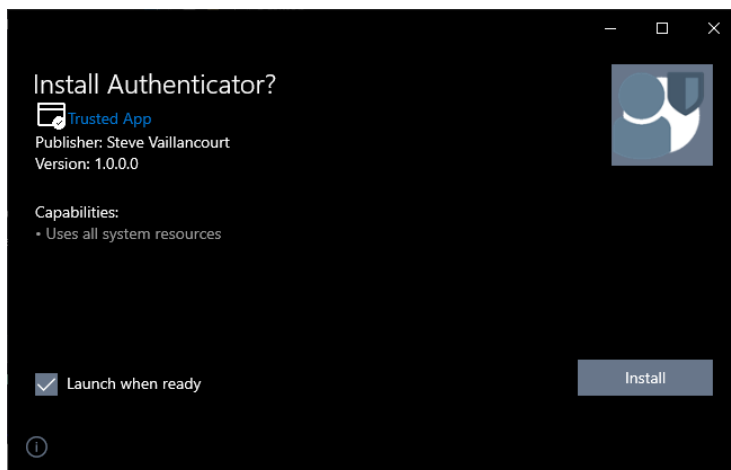 Install Authenticator?
Trusted App
Publisher: Steve Vaillancourt
Version: 1.0.0.0
Capabilities:
• Uses all system resources
Launch when ready
Install